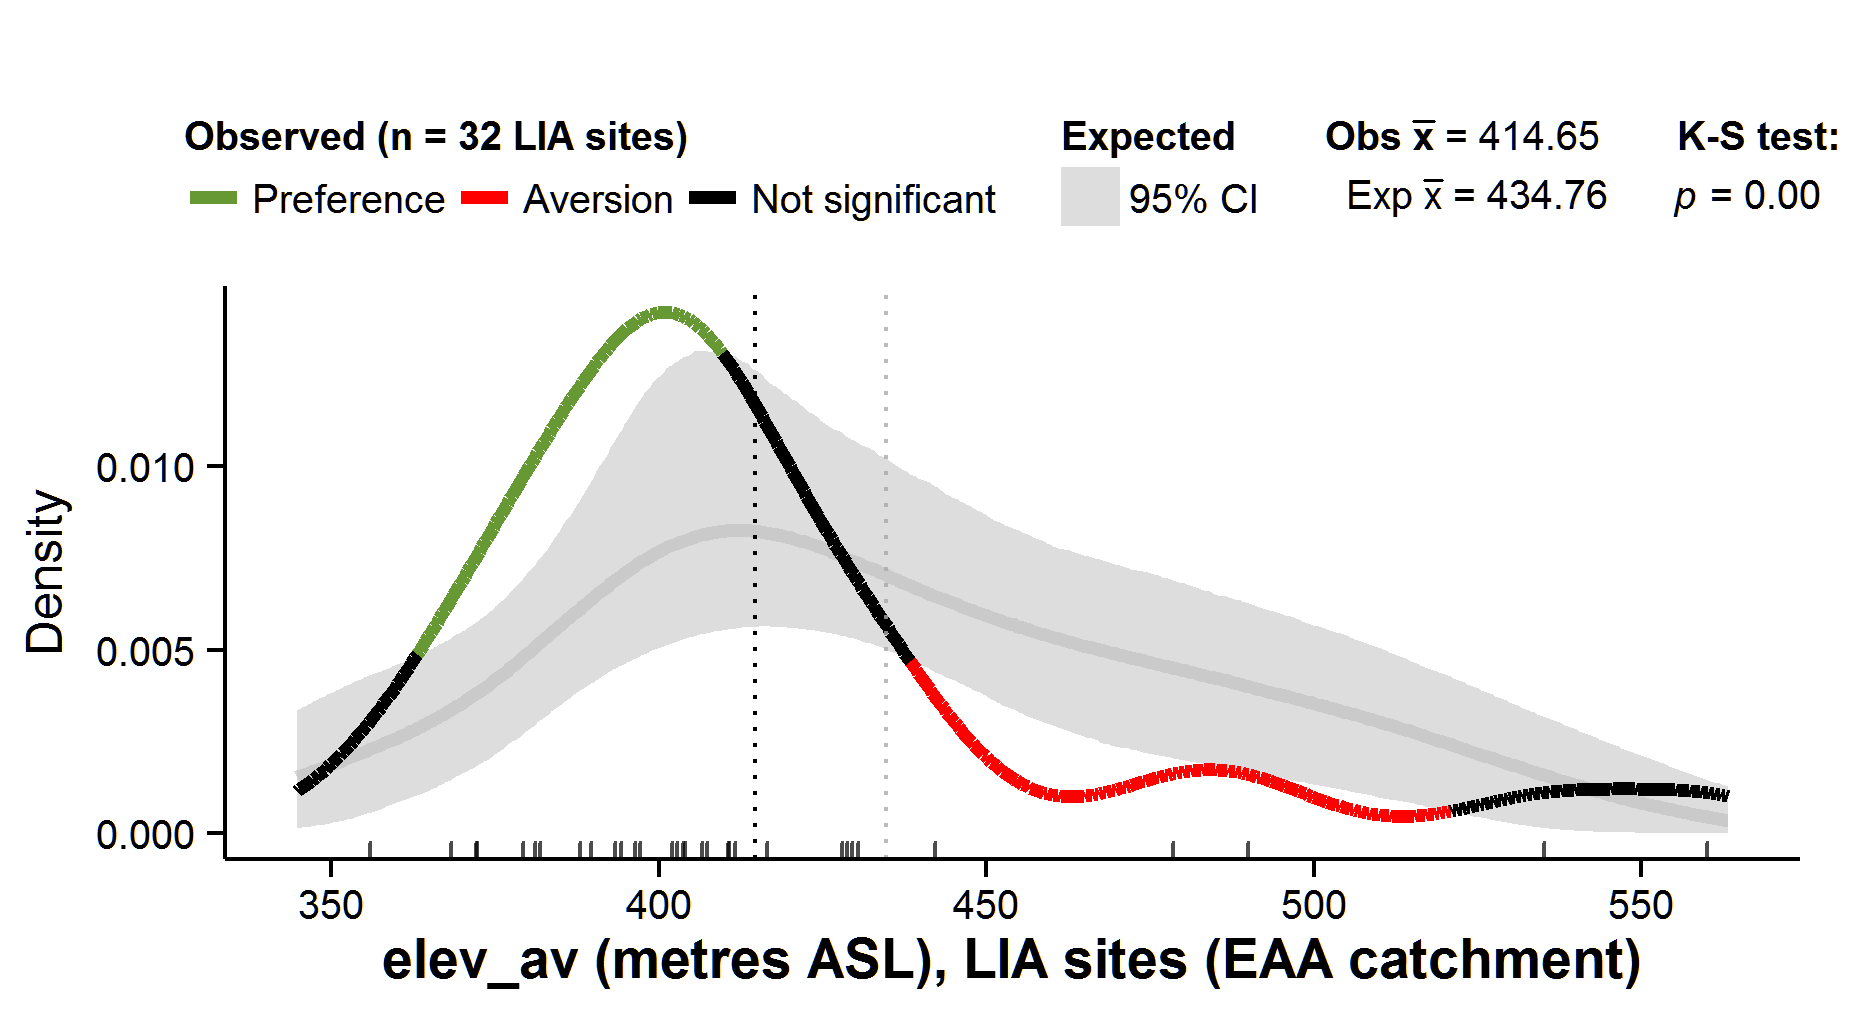 Observed (n = 32 LIA sites) Expected Obs x̅ = 414.65 K-S test:
Preference Aversion Not significant 95% CI Exp x̅ = 434.76 p = 0.00
Density
0.010
0.005
0.000
350 400 450 500 550
elev_av (metres ASL), LIA sites (EAA catchment)